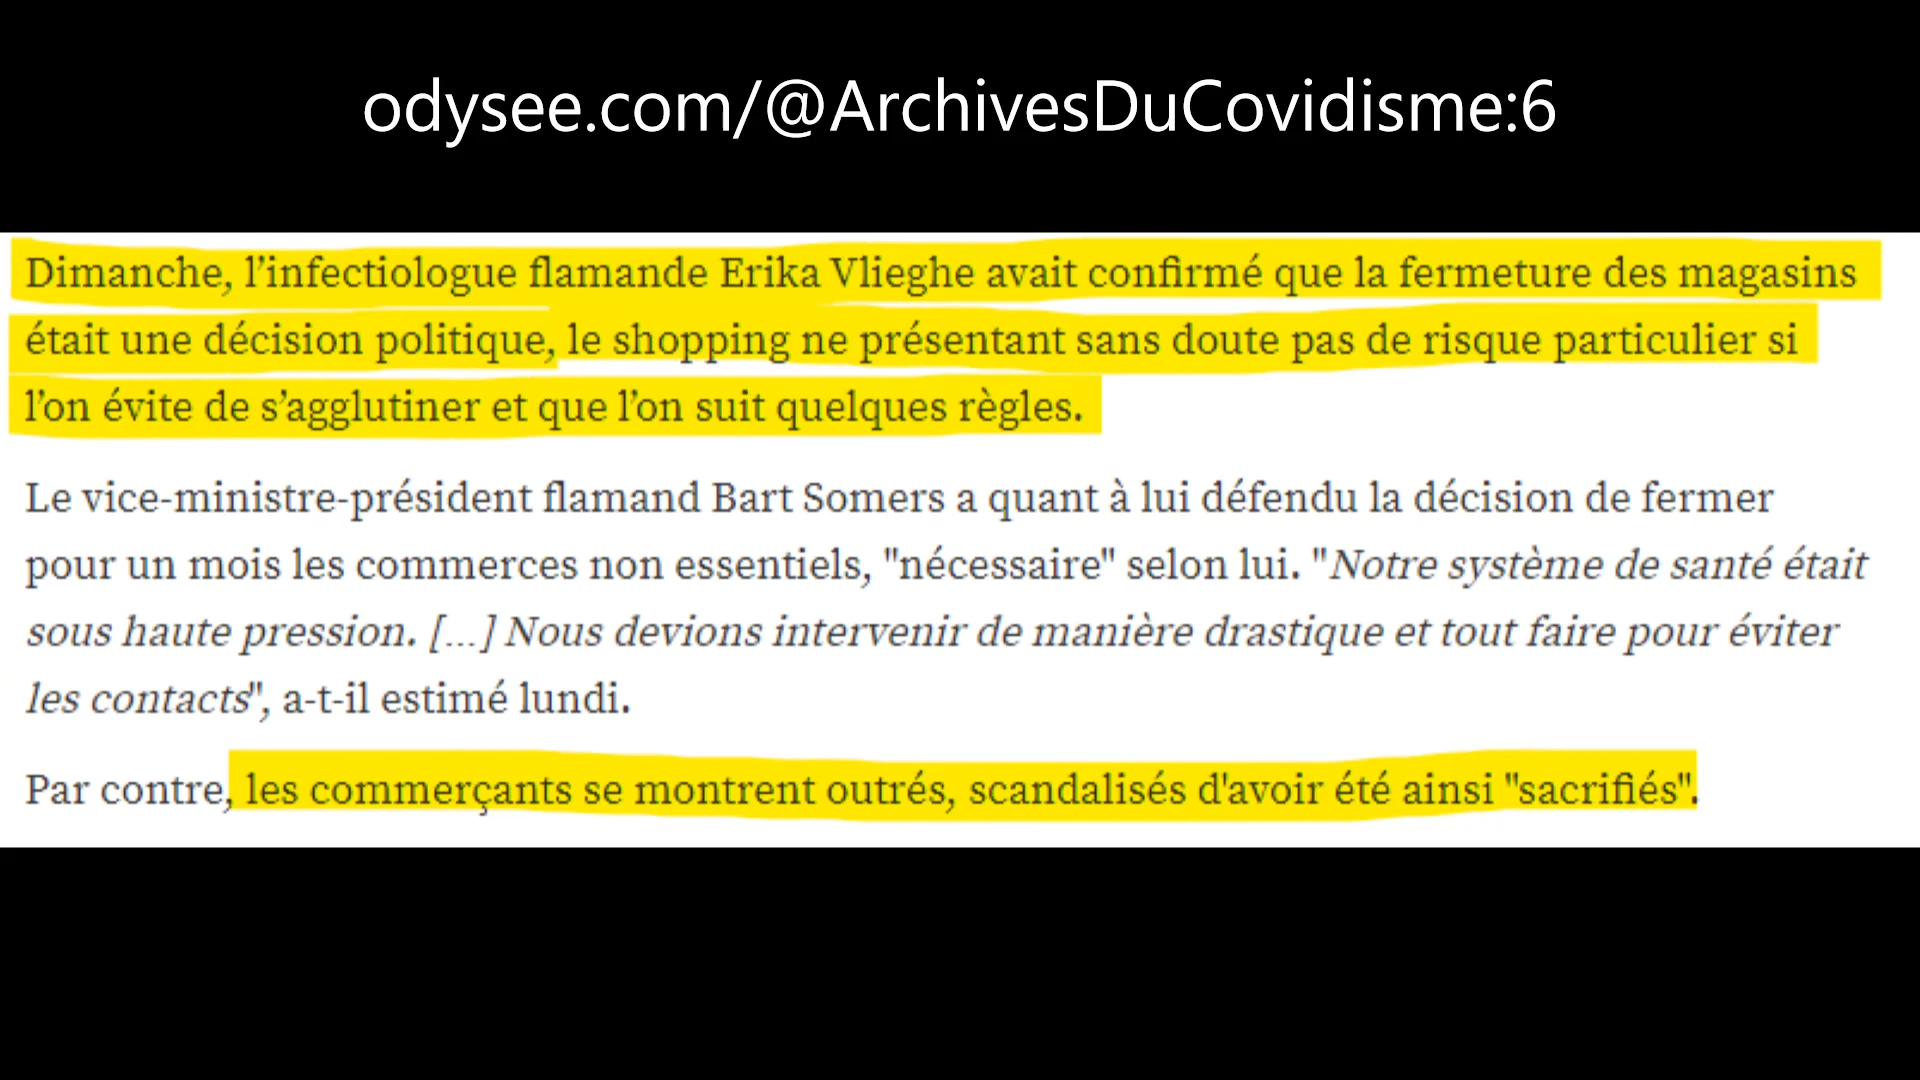 odysee.com/@ArchivesDuCovidisme:6
Dimanche, l’infectiologue flamande Erika Vlieghe avait confirmé que la fermeture des magasins
était une décision politique, le shopping ne présentant sans doute pas de risque particulier si
l’on évite de s’agglutiner et que l’on suit quelques règles.
Le vice-ministre-président flamand Bart Somers a quant à lui défendu la décision de fermer
pour un mois les commerces non essentiels, "nécessaire" selon lui. "Notre système de santé était
sous haute pression. [...] Nous devions intervenir de manière drastique et tout faire pour éviter
les contacts", a-t-il estimé lundi.
Par contre, les commerçants se montrent outrés, scandalisés d'avoir été ainsi "sacrifiés".